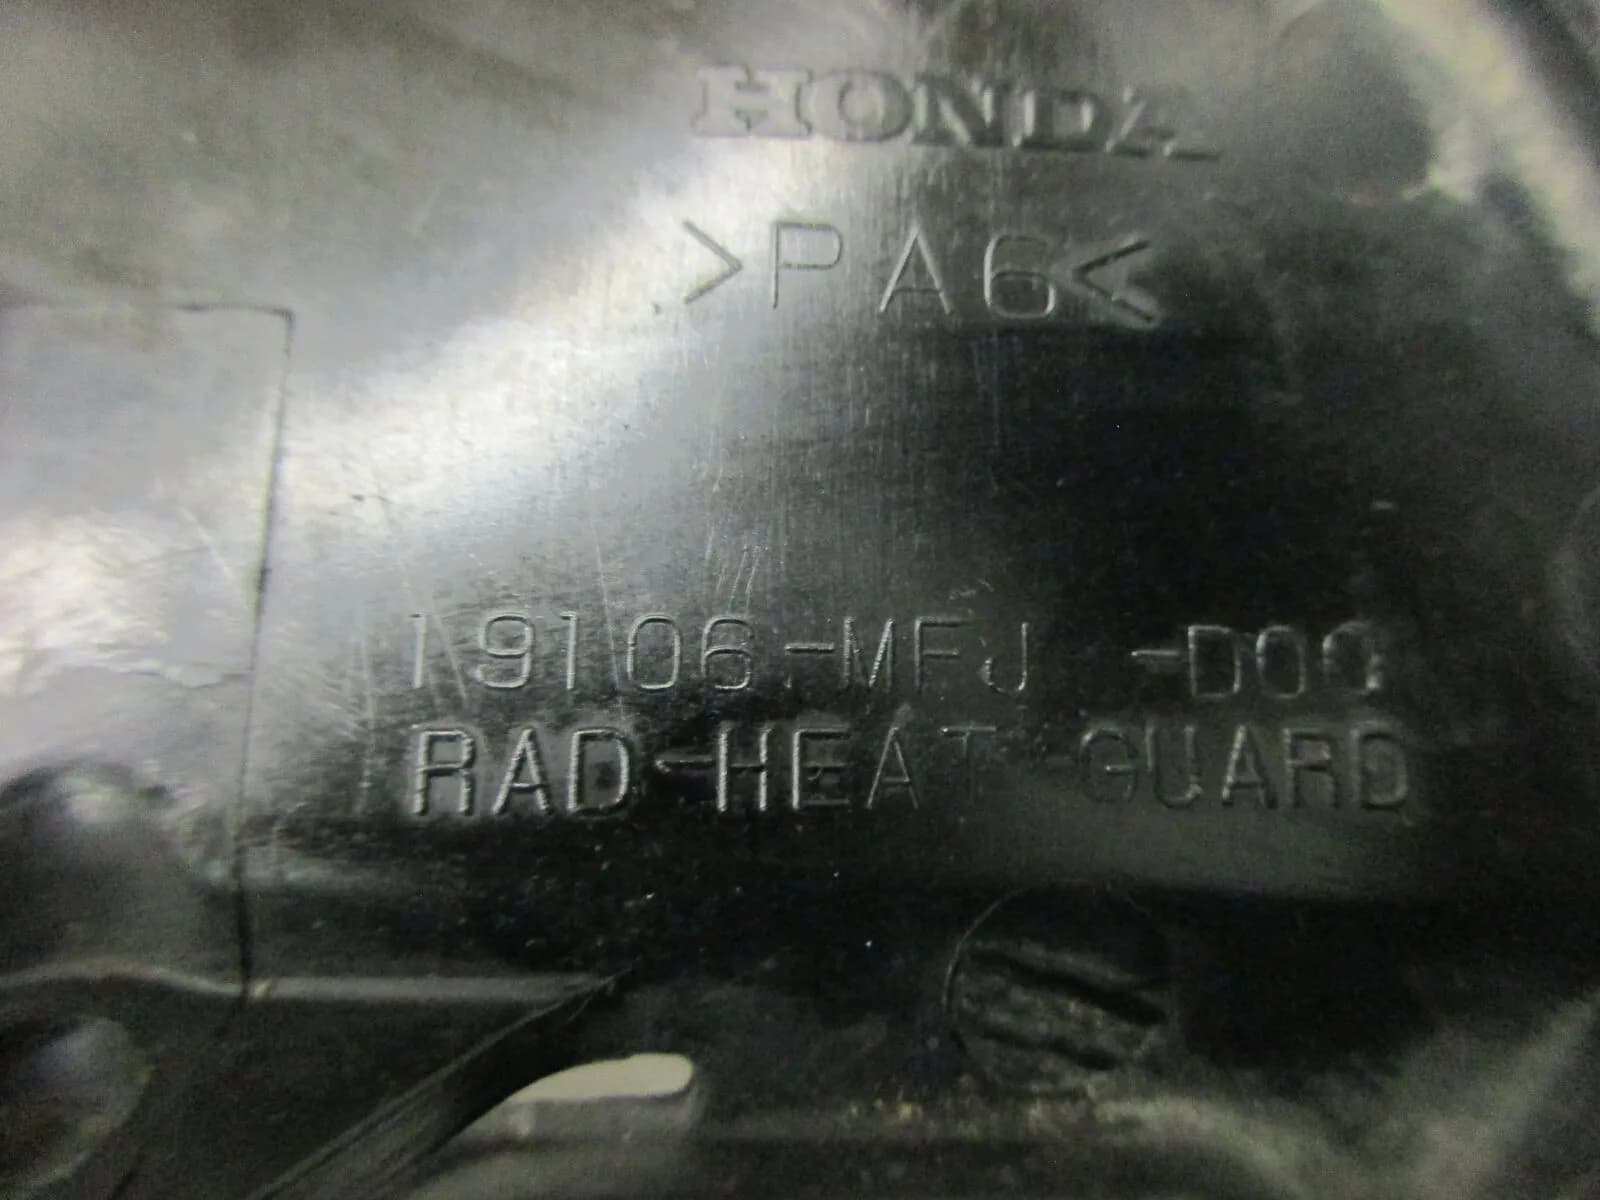 HONDA
>PA6<
19106-MFJ -D00
RAD-HEAT GUARD